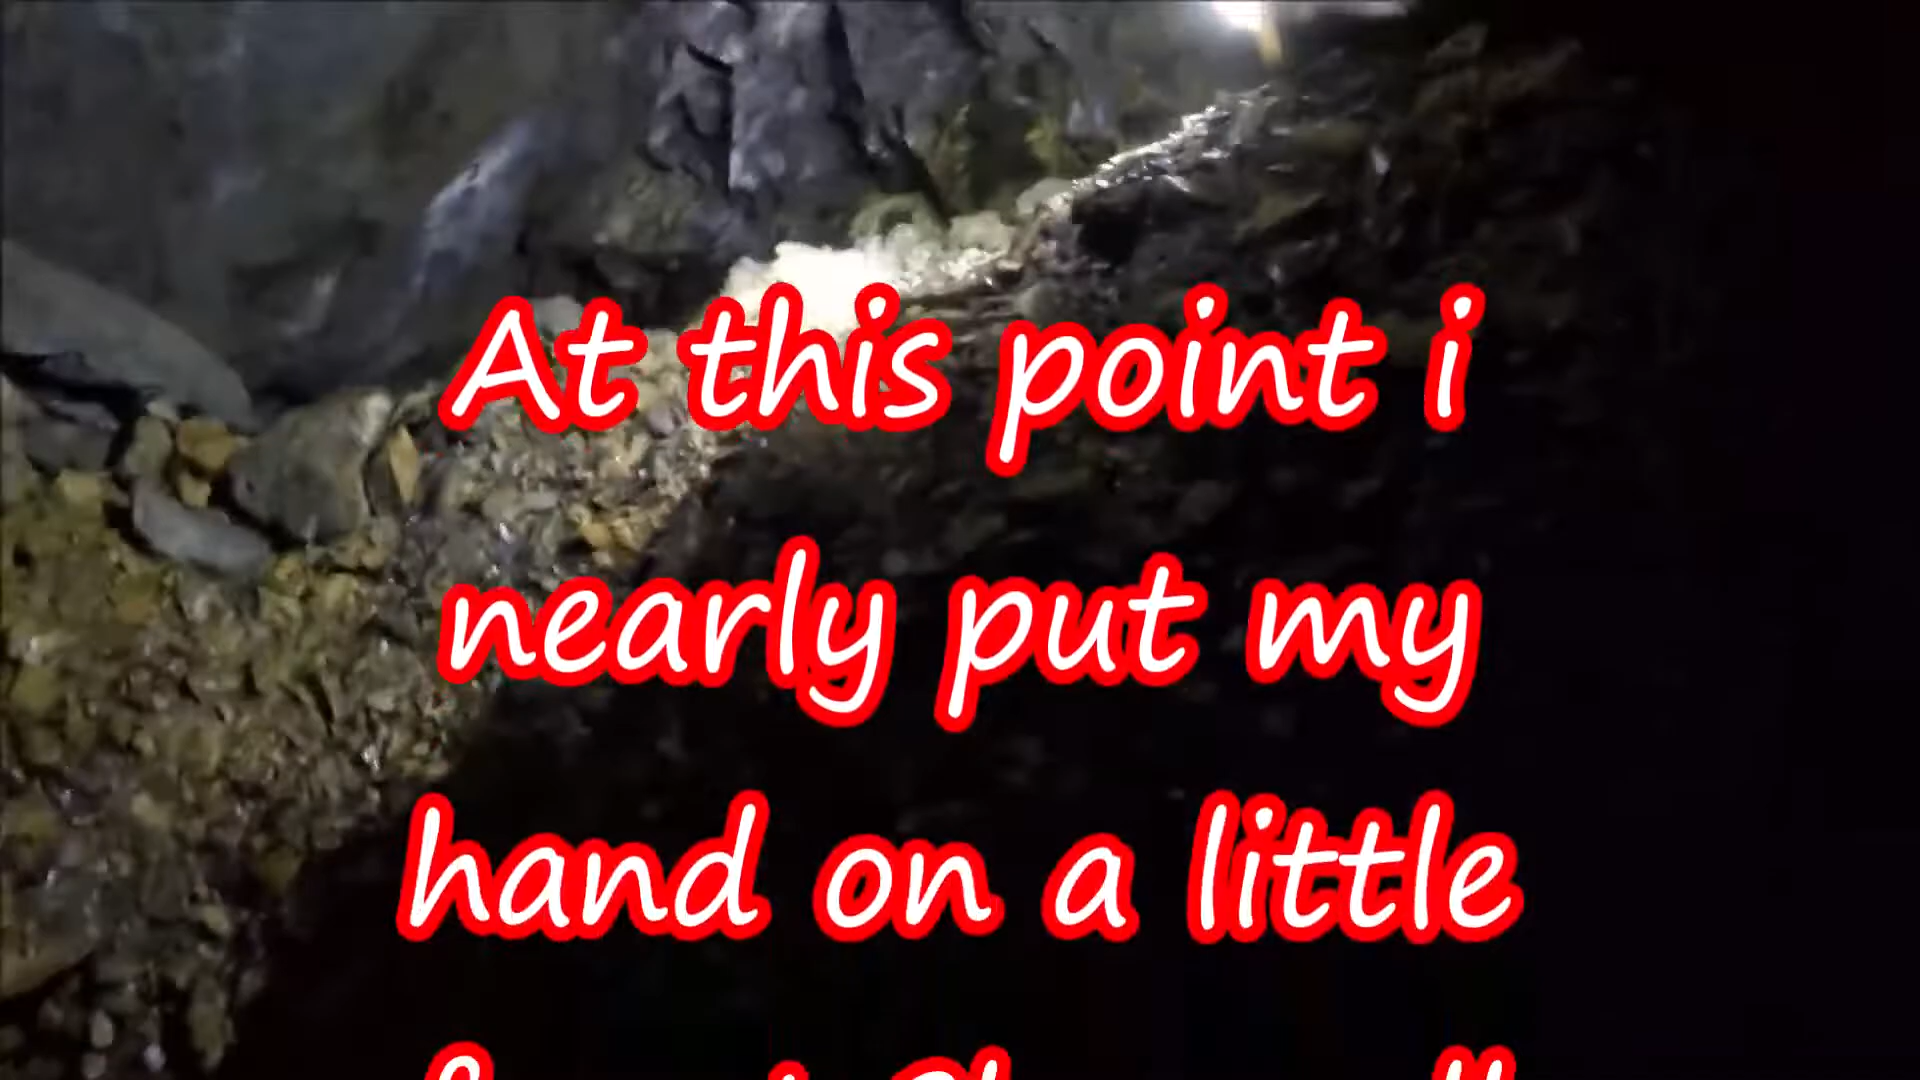 At this point i
nearly put my
hand on a little